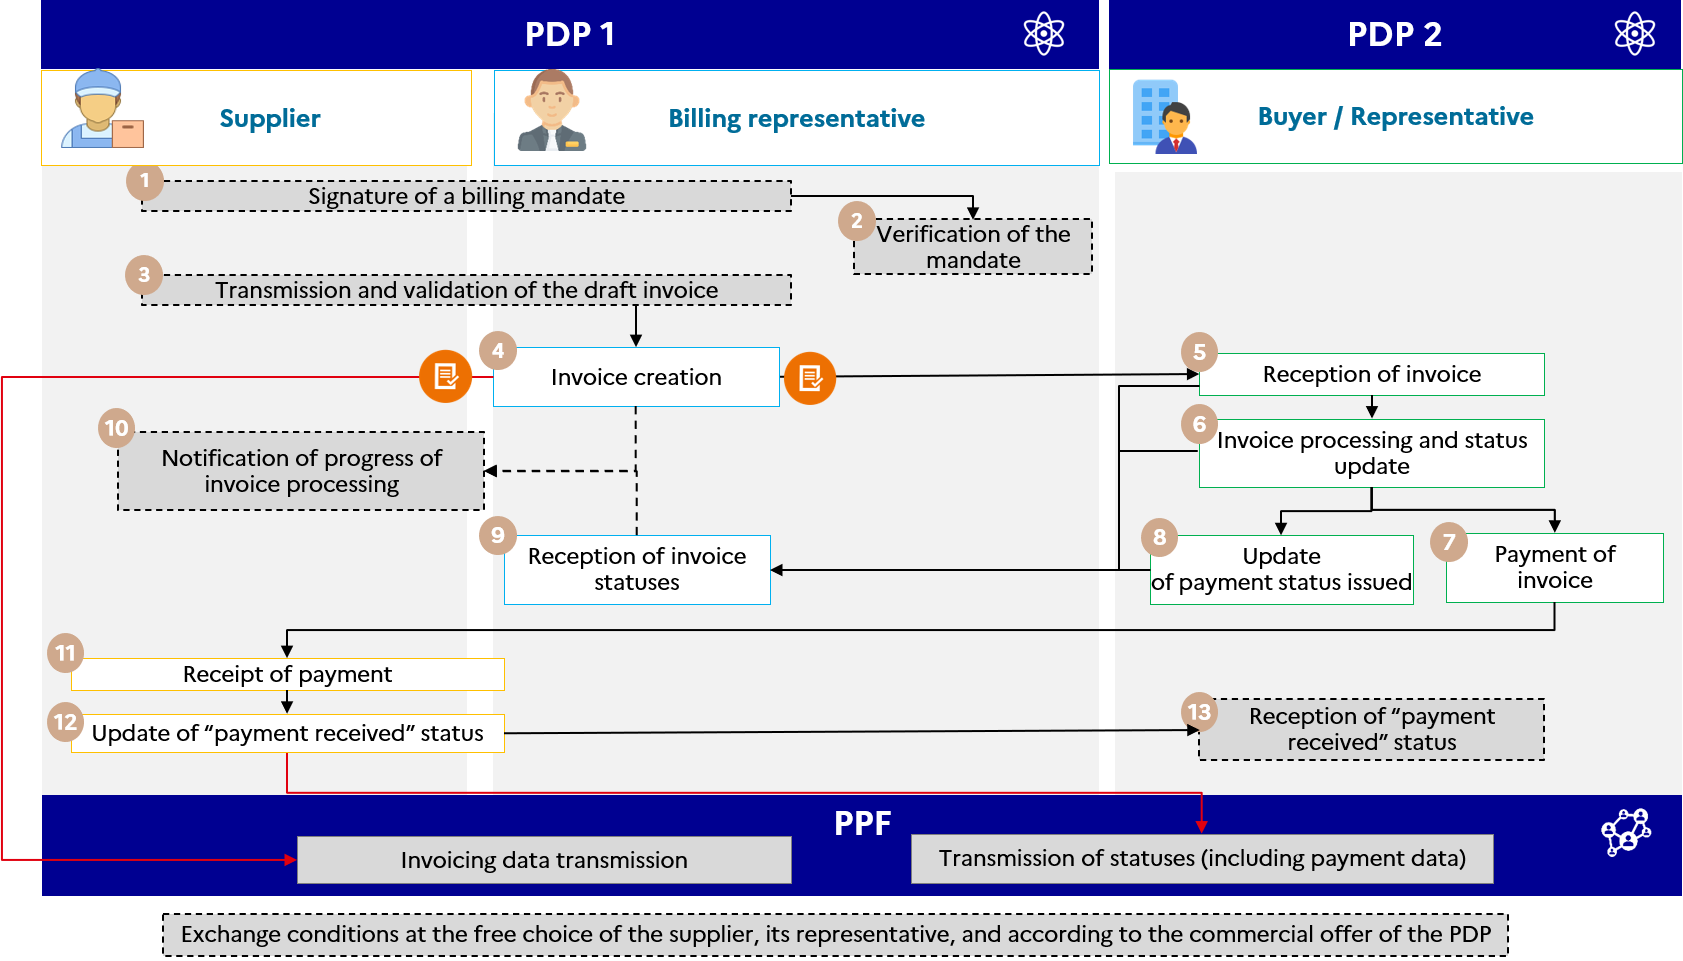 PDP 1
PDP 2
Supplier
Billing representative
Buyer / Representative
1
Signature of a billing mandate
2
Verification of the
mandate
3
Transmission and validation of the draft invoice
4
Invoice creation
5
Reception of invoice
6
Invoice processing and status
update
10
Notification of progress of
invoice processing
9
Reception of invoice
statuses
8
Update
of payment status issued
7
Payment of
invoice
11
Receipt of payment
12
Update of “payment received” status
13
Reception of “payment
received” status
PPF
Invoicing data transmission
Transmission of statuses (including payment data)
Exchange conditions at the free choice of the supplier, its representative, and according to the commercial offer of the PDP